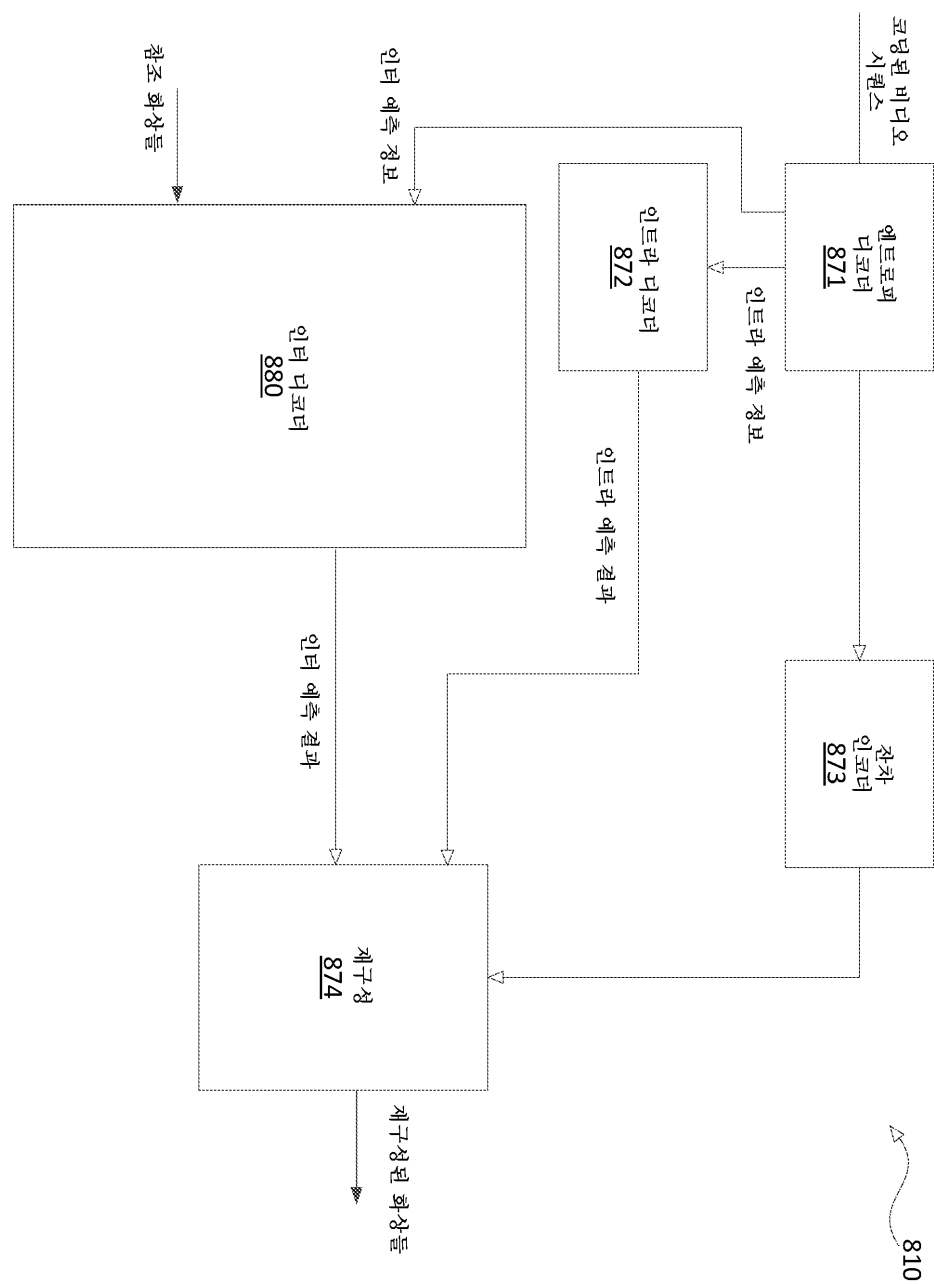 코딩된 비디오
시퀀스
엔트로피
디코더
871
잔차
인코더
873
810
인트라 예측 정보
인트라 디코더
872
인트라 예측 결과
인터 예측 정보
참조 화상들
인터 디코더
880
인터 예측 결과
재구성
874
재구성된 화상들